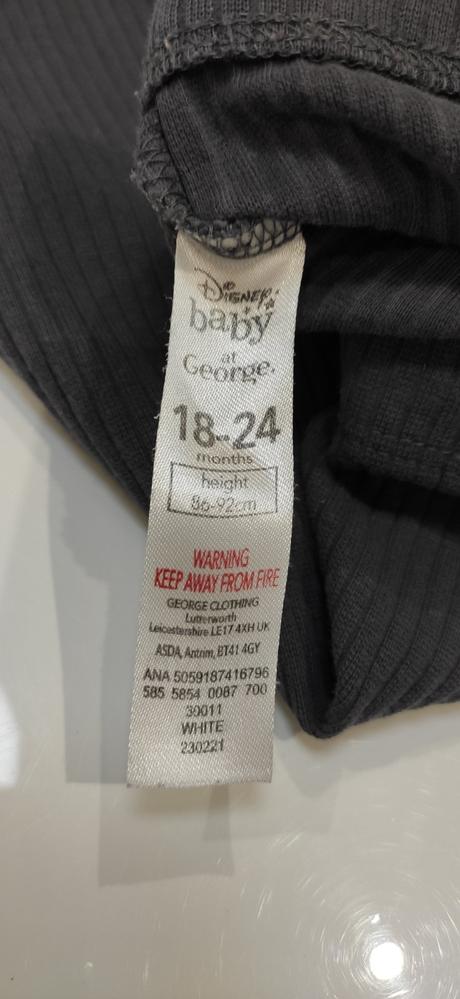 Disney
baby
at
George.
18-24
months
height
86-92cm
WARNING
KEEP AWAY FROM FIRE
GEORGE CLOTHING
Lutterworth
Leicestershire LE17 4XH UK
ASDA, Antrim, BT41 4GY
ANA 5059187416796
585 5854 0087 700
30011
WHITE
230221